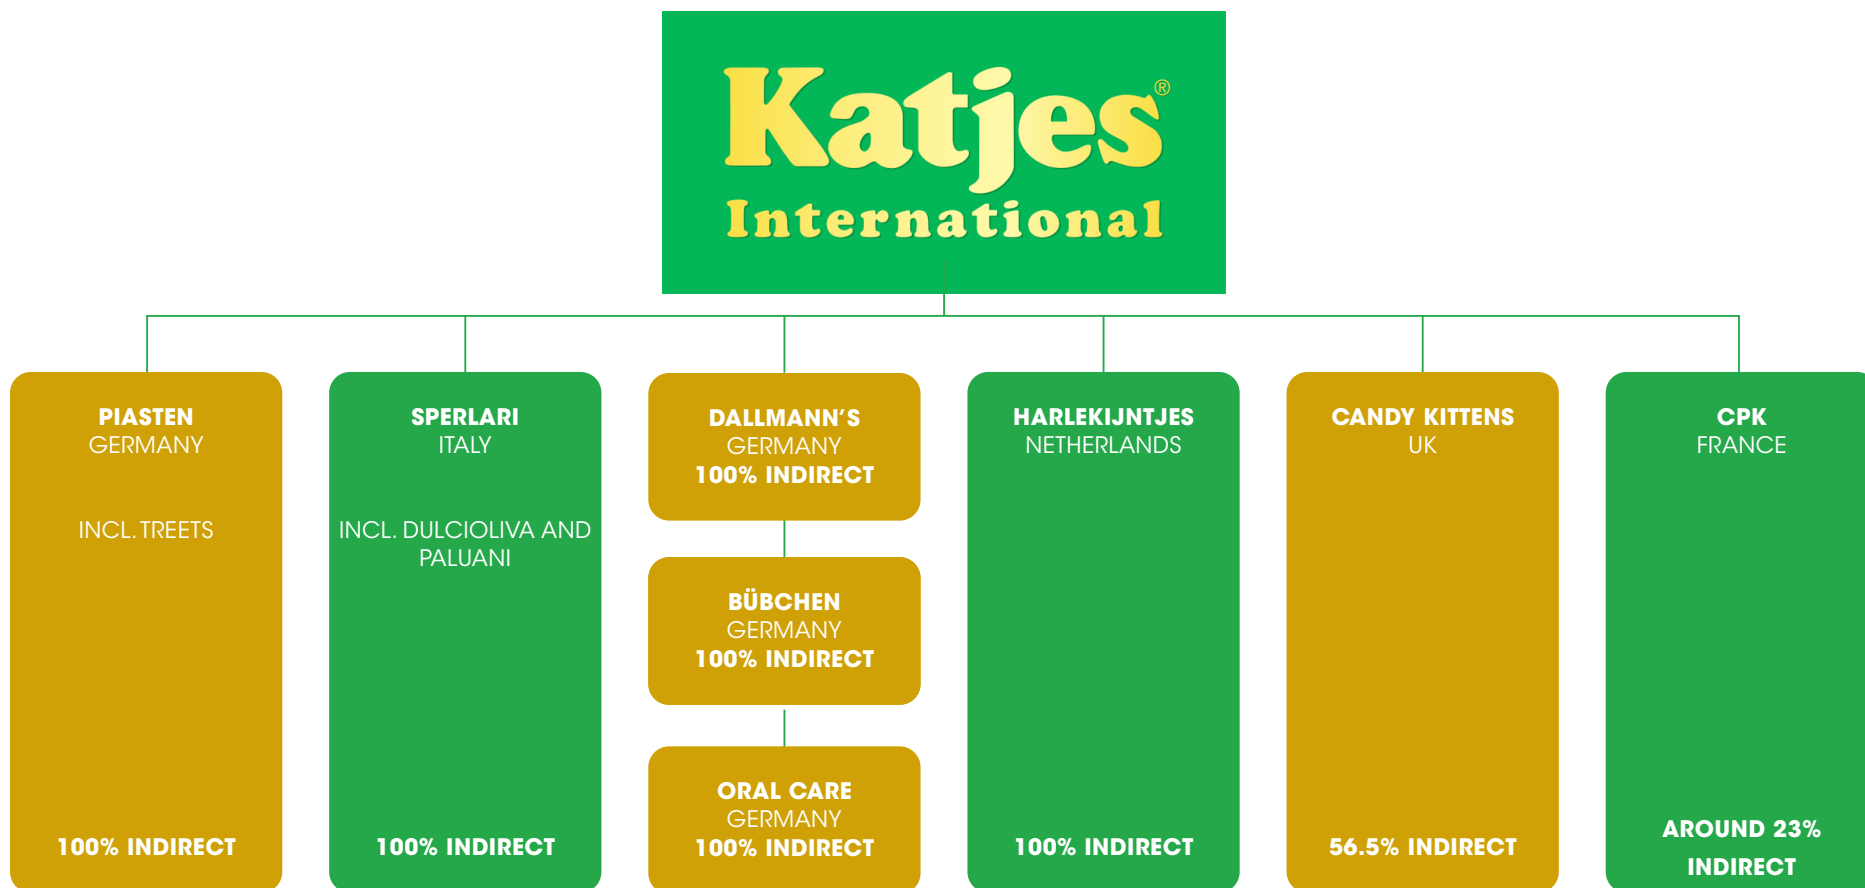 Katjes®
International
PIASTEN
GERMANY
INCL. TREETS
100% INDIRECT
SPERLARI
ITALY
INCL. DULCIOLIVA AND
PALUANI
100% INDIRECT
DALLMANN’S
GERMANY
100% INDIRECT
BÜBCHEN
GERMANY
100% INDIRECT
ORAL CARE
GERMANY
100% INDIRECT
HARLEKIJNTJES
NETHERLANDS
100% INDIRECT
CANDY KITTENS
UK
56.5% INDIRECT
CPK
FRANCE
AROUND 23%
INDIRECT